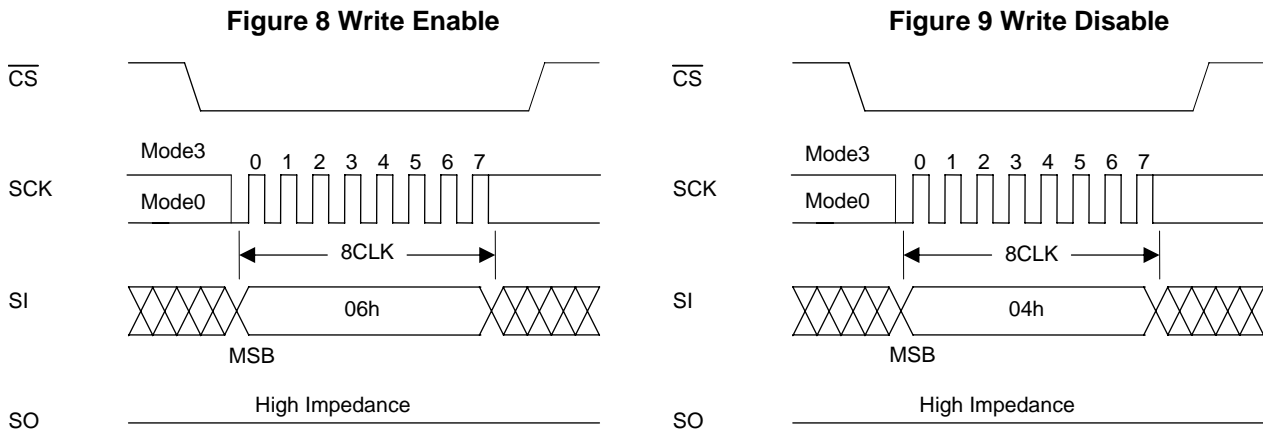 Figure 8 Write Enable
CS
Mode3
0 1 2 3 4 5 6 7
SCK
Mode0
8CLK
SI
06h
MSB
High Impedance
SO
Figure 9 Write Disable
CS
Mode3
0 1 2 3 4 5 6 7
SCK
Mode0
8CLK
SI
04h
MSB
High Impedance
SO